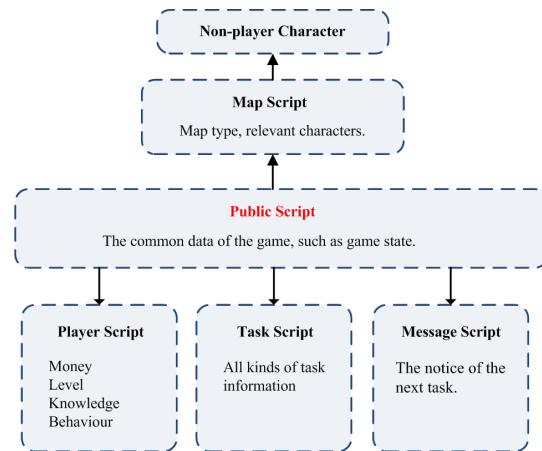 Non-player Character
Map Script
Map type, relevant characters.
Public Script
The common data of the game, such as game state.
Player Script
Money
Level
Knowledge
Behaviour
Task Script
All kinds of task
information
Message Script
The notice of the
next task.